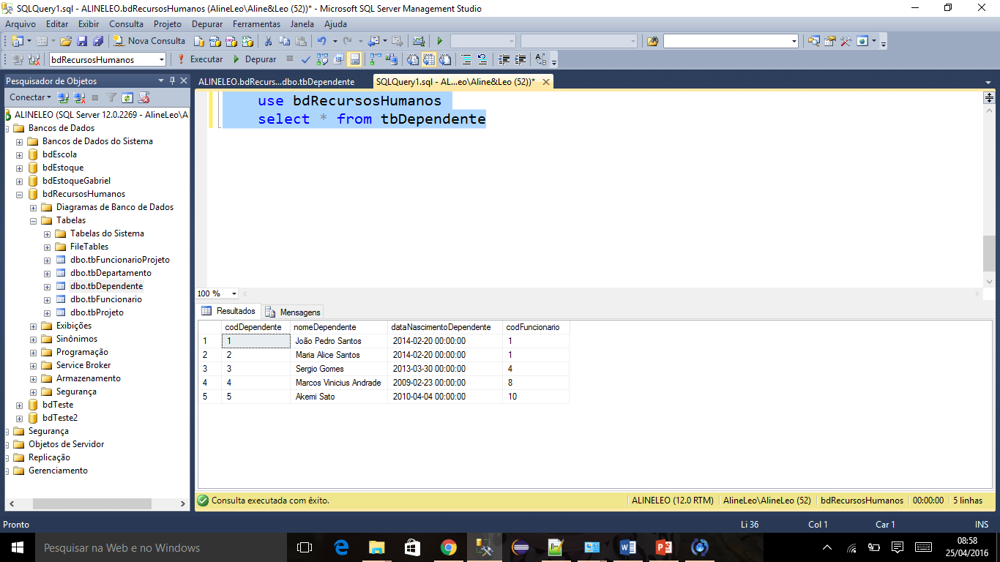 SQLQuery1.sql - ALINELEO.bdRecursosHumanos (AlineLeo\Aline&Leo (52))* - Microsoft SQL Server Management Studio
Arquivo Editar Exibir Consulta Projeto Depurar Ferramentas Janela Ajuda
Nova Consulta
bdRecursosHumanos Executar Depurar
Pesquisador de Objetos
Conectar
ALINELEO (SQL Server 12.0.2269 - AlineLeo\A
Bancos de Dados
Bancos de Dados do Sistema
bdEscola
bdEstoque
bdEstoqueGabriel
bdRecursosHumanos
Diagramas de Banco de Dados
Tabelas
Tabelas do Sistema
FileTables
dbo.tbFuncionarioProjeto
dbo.tbDepartamento
dbo.tbDependente
dbo.tbFuncionario
dbo.tbProjeto
Exibições
Sinônimos
Programação
Service Broker
Armazenamento
Segurança
bdTeste
bdTeste2
Segurança
Objetos de Servidor
Replicação
Gerenciamento
ALINELEO.bdRecurs...dbo.tbDependente SQLQuery1.sql - AL...eo\Aline&Leo (52))*
use bdRecursosHumanos
select * from tbDependente
100 %
Resultados Mensagens
codDependente nomeDependente dataNascimentoDependente codFuncionario
1 1 João Pedro Santos 2014-02-20 00:00:00 1
2 2 Maria Alice Santos 2014-02-20 00:00:00 1
3 3 Sergio Gomes 2013-03-30 00:00:00 4
4 4 Marcos Vinicius Andrade 2009-02-23 00:00:00 8
5 5 Akemi Sato 2010-04-04 00:00:00 10
Consulta executada com êxito. ALINELEO (12.0 RTM) AlineLeo\AlineLeo (52) bdRecursosHumanos 00:00:00 5 linhas
Pronto Li 36 Col 1 Car 1 INS
Pesquisar na Web e no Windows
08:58
25/04/2016